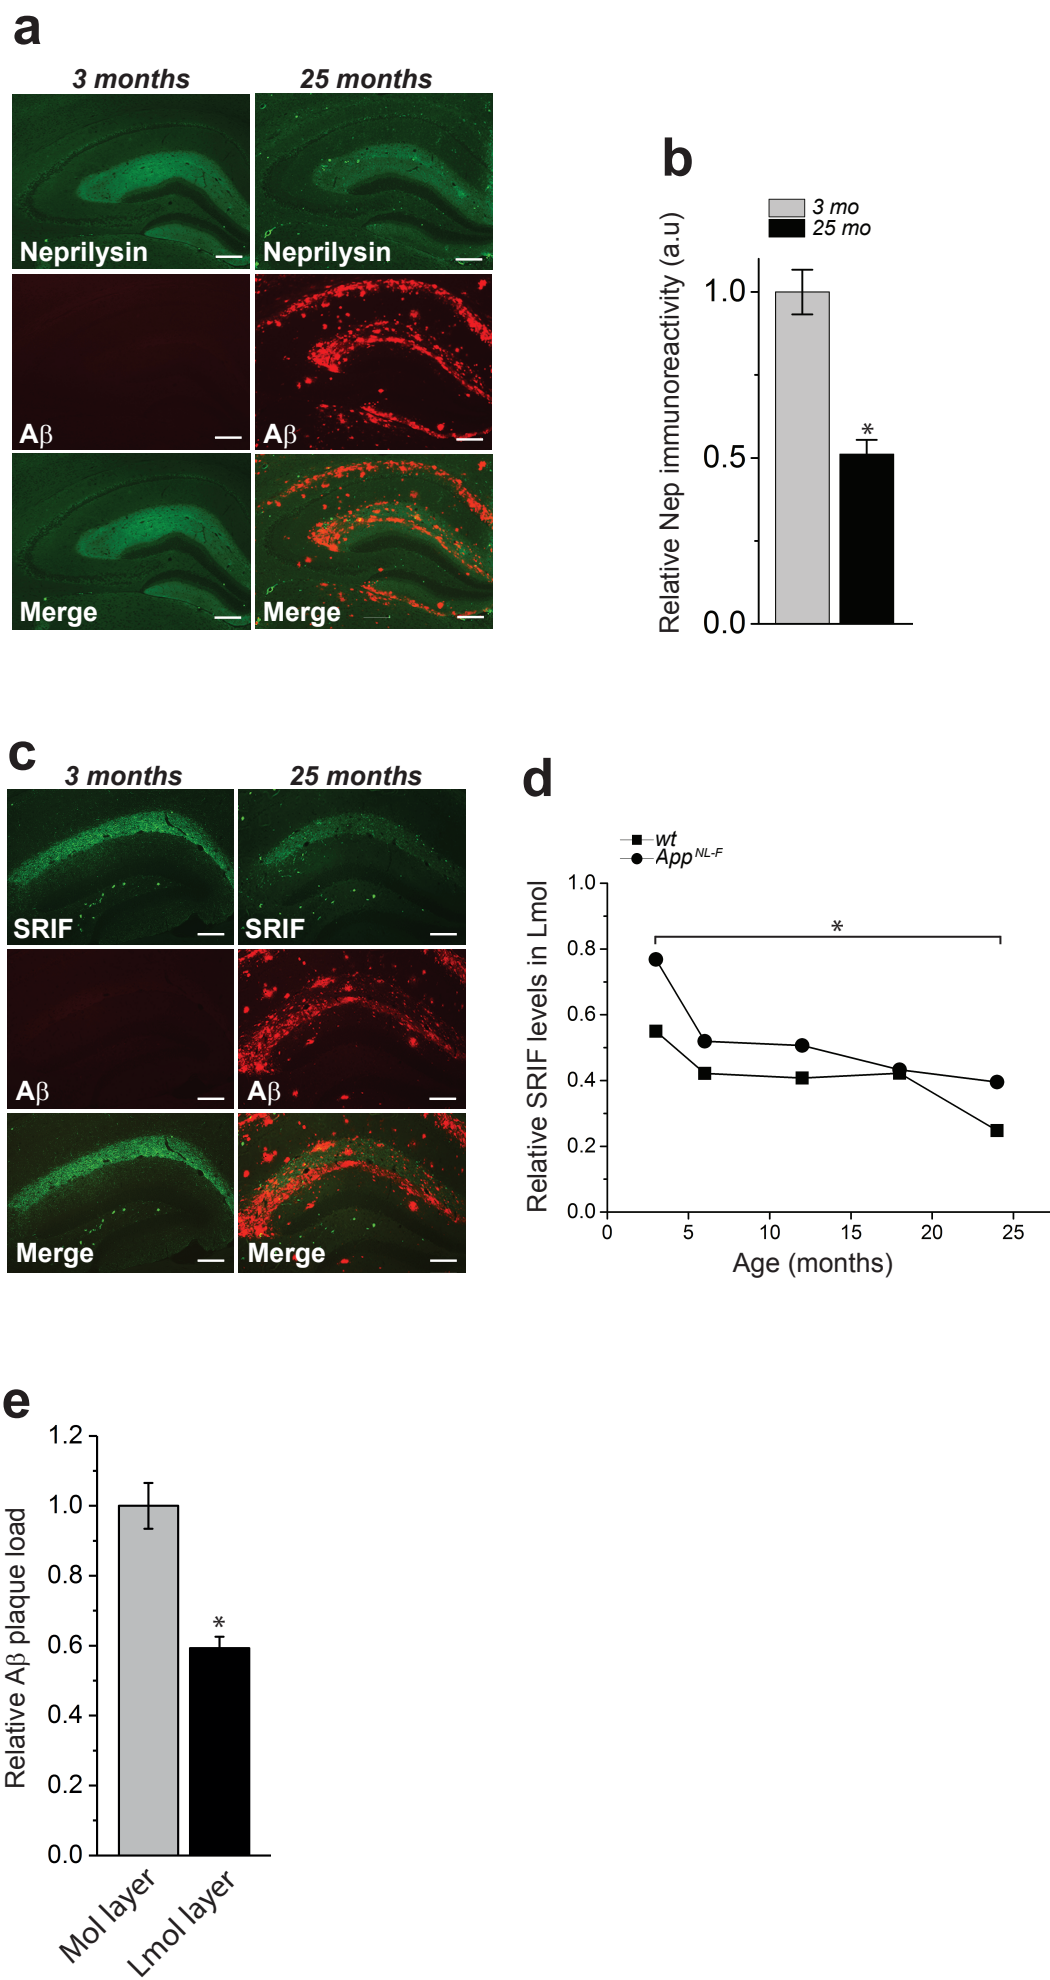 a
3 months
25 months
Neprilysin
Neprilysin
Aβ
Aβ
Merge
Merge
b
3 mo
25 mo
Relative Nep immunoreactivity (a.u)
1.0
0.5
0.0
*
c
3 months
25 months
SRIF
SRIF
Aβ
Aβ
Merge
Merge
d
wt
App NL-F
Relative SRIF levels in Lmol
1.0
0.8
0.6
0.4
0.2
0.0
*
0 5 10 15 20 25
Age (months)
e
Relative Aβ plaque load
1.2
1.0
0.8
0.6
0.4
0.2
0.0
*
Mol layer
Lmol layer